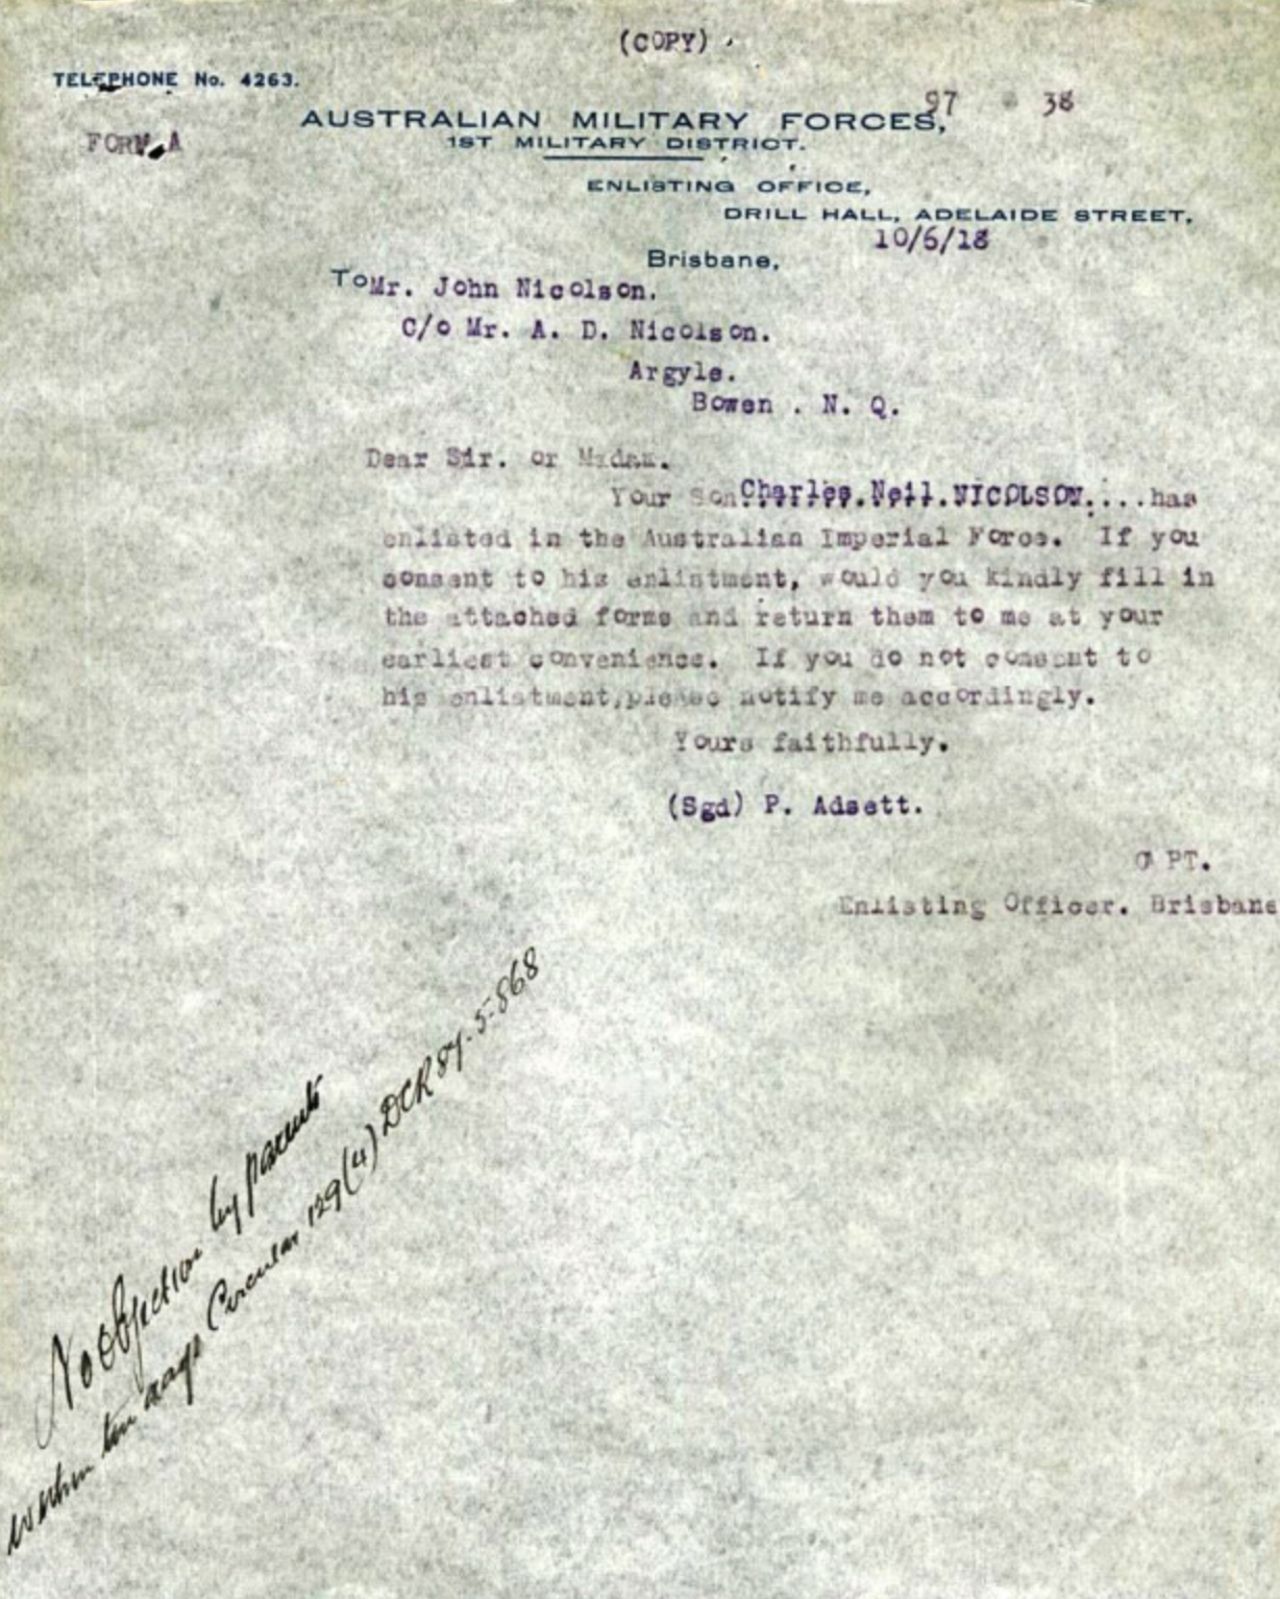 (COPY)
TELEPHONE No. 4263.
97 38
AUSTRALIAN MILITARY FORCES,
FORM A
1ST MILITARY DISTRICT.
ENLISTING OFFICE,
DRILL HALL, ADELAIDE STREET,
10/6/18
Brisbane,
To Mr. John Nicolson.
C/o Mr. A. D. Nicolson.
Argyle.
Bowen . N. Q.
Dear Sir. or Madam.
Your Son Charles.Neil.NICOLSON.....has
enlisted in the Australian Imperial Force. If you
consent to his enlistment, would you kindly fill in
the attached forms and return them to me at your
earliest convenience. If you do not consent to
his enlistment,please notify me accordingly.
Yours faithfully.
(Sgd) P. Adsett.
CAPT.
Enlisting Officer. Brisbane
No objection by parents
within ten days Circular 129(4) DCR 84.5.868